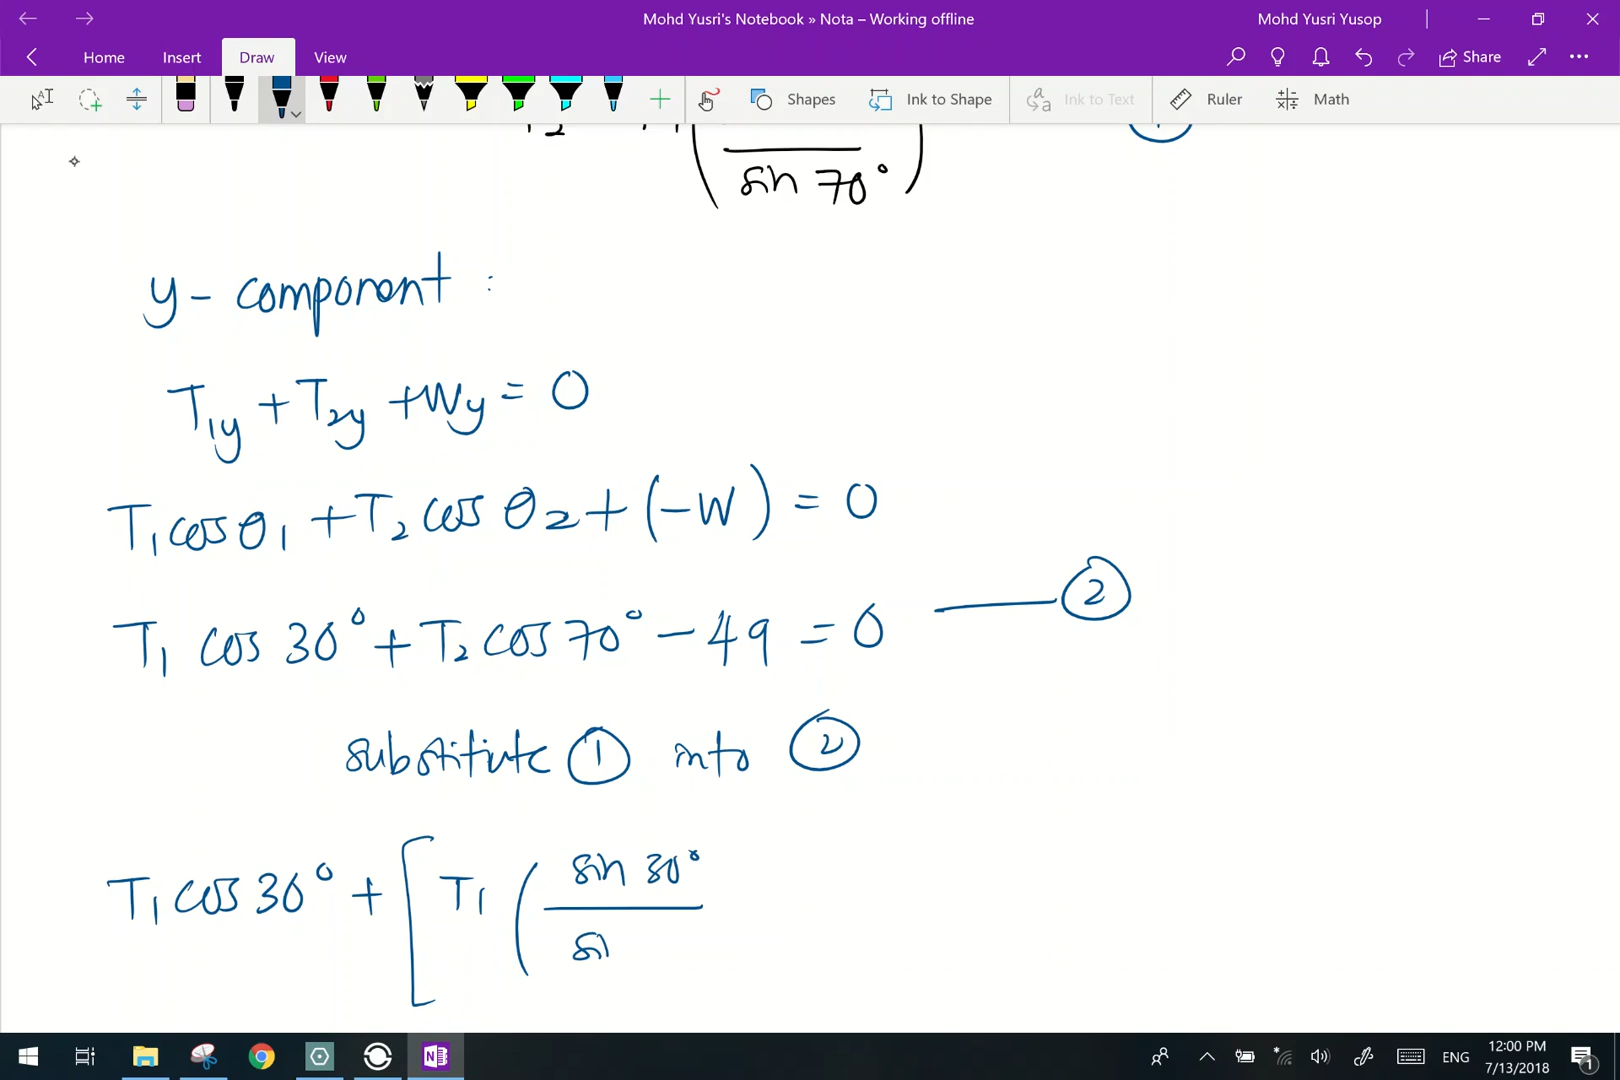 Mohd Yusri's Notebook » Nota – Working offline
Mohd Yusri Yusop
Home Insert Draw View
Share
Shapes Ink to Shape Ink to Text Ruler Math
sin 70°
y - component :
T1y + T2y + Wy = 0
T1 cos θ1 + T2 cos θ2 + (-W) = 0
T1 cos 30° + T2 cos 70° - 49 = 0 ——— ②
substitute ① into ②
T1 cos 30° + [ T1 ( sin 30°
sin
ENG
12:00 PM
7/13/2018
1